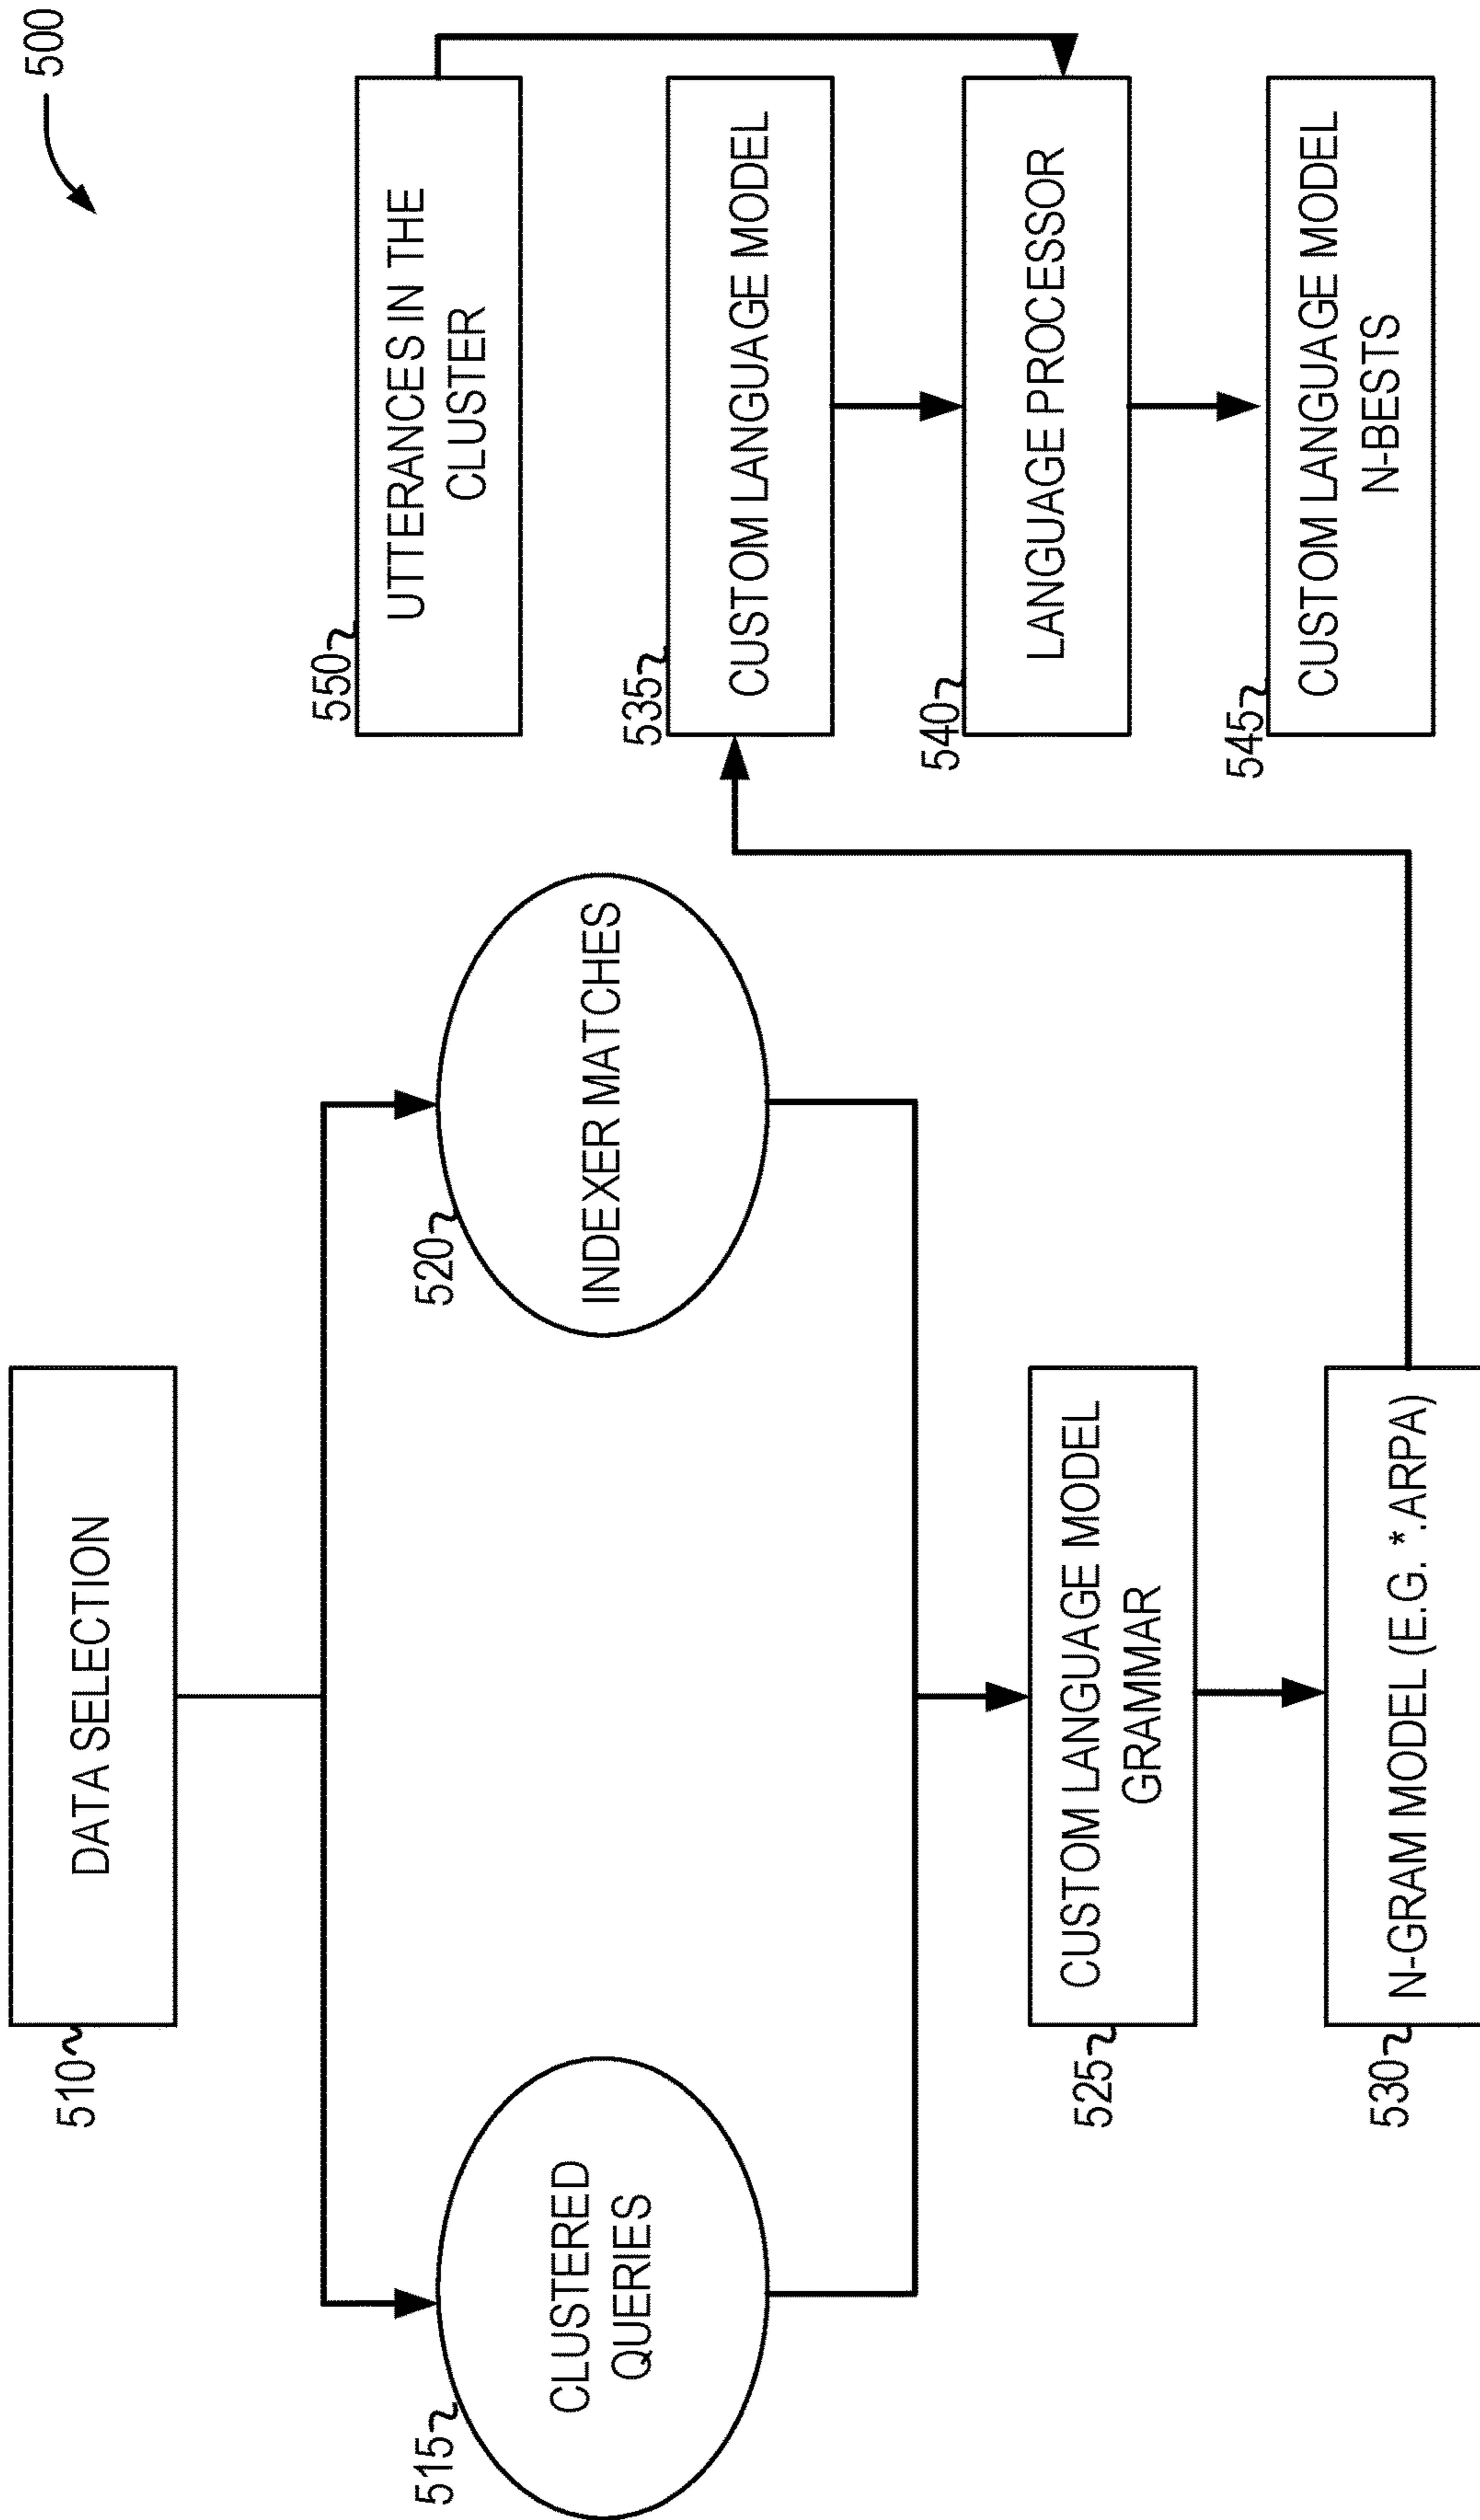 500
510
DATA SELECTION
515
CLUSTERED
QUERIES
520
INDEXER MATCHES
525
CUSTOM LANGUAGE MODEL
GRAMMAR
530
N-GRAM MODEL (E.G. *.ARPA)
550
UTTERANCES IN THE
CLUSTER
535
CUSTOM LANGUAGE MODEL
540
LANGUAGE PROCESSOR
545
CUSTOM LANGUAGE MODEL
N-BESTS